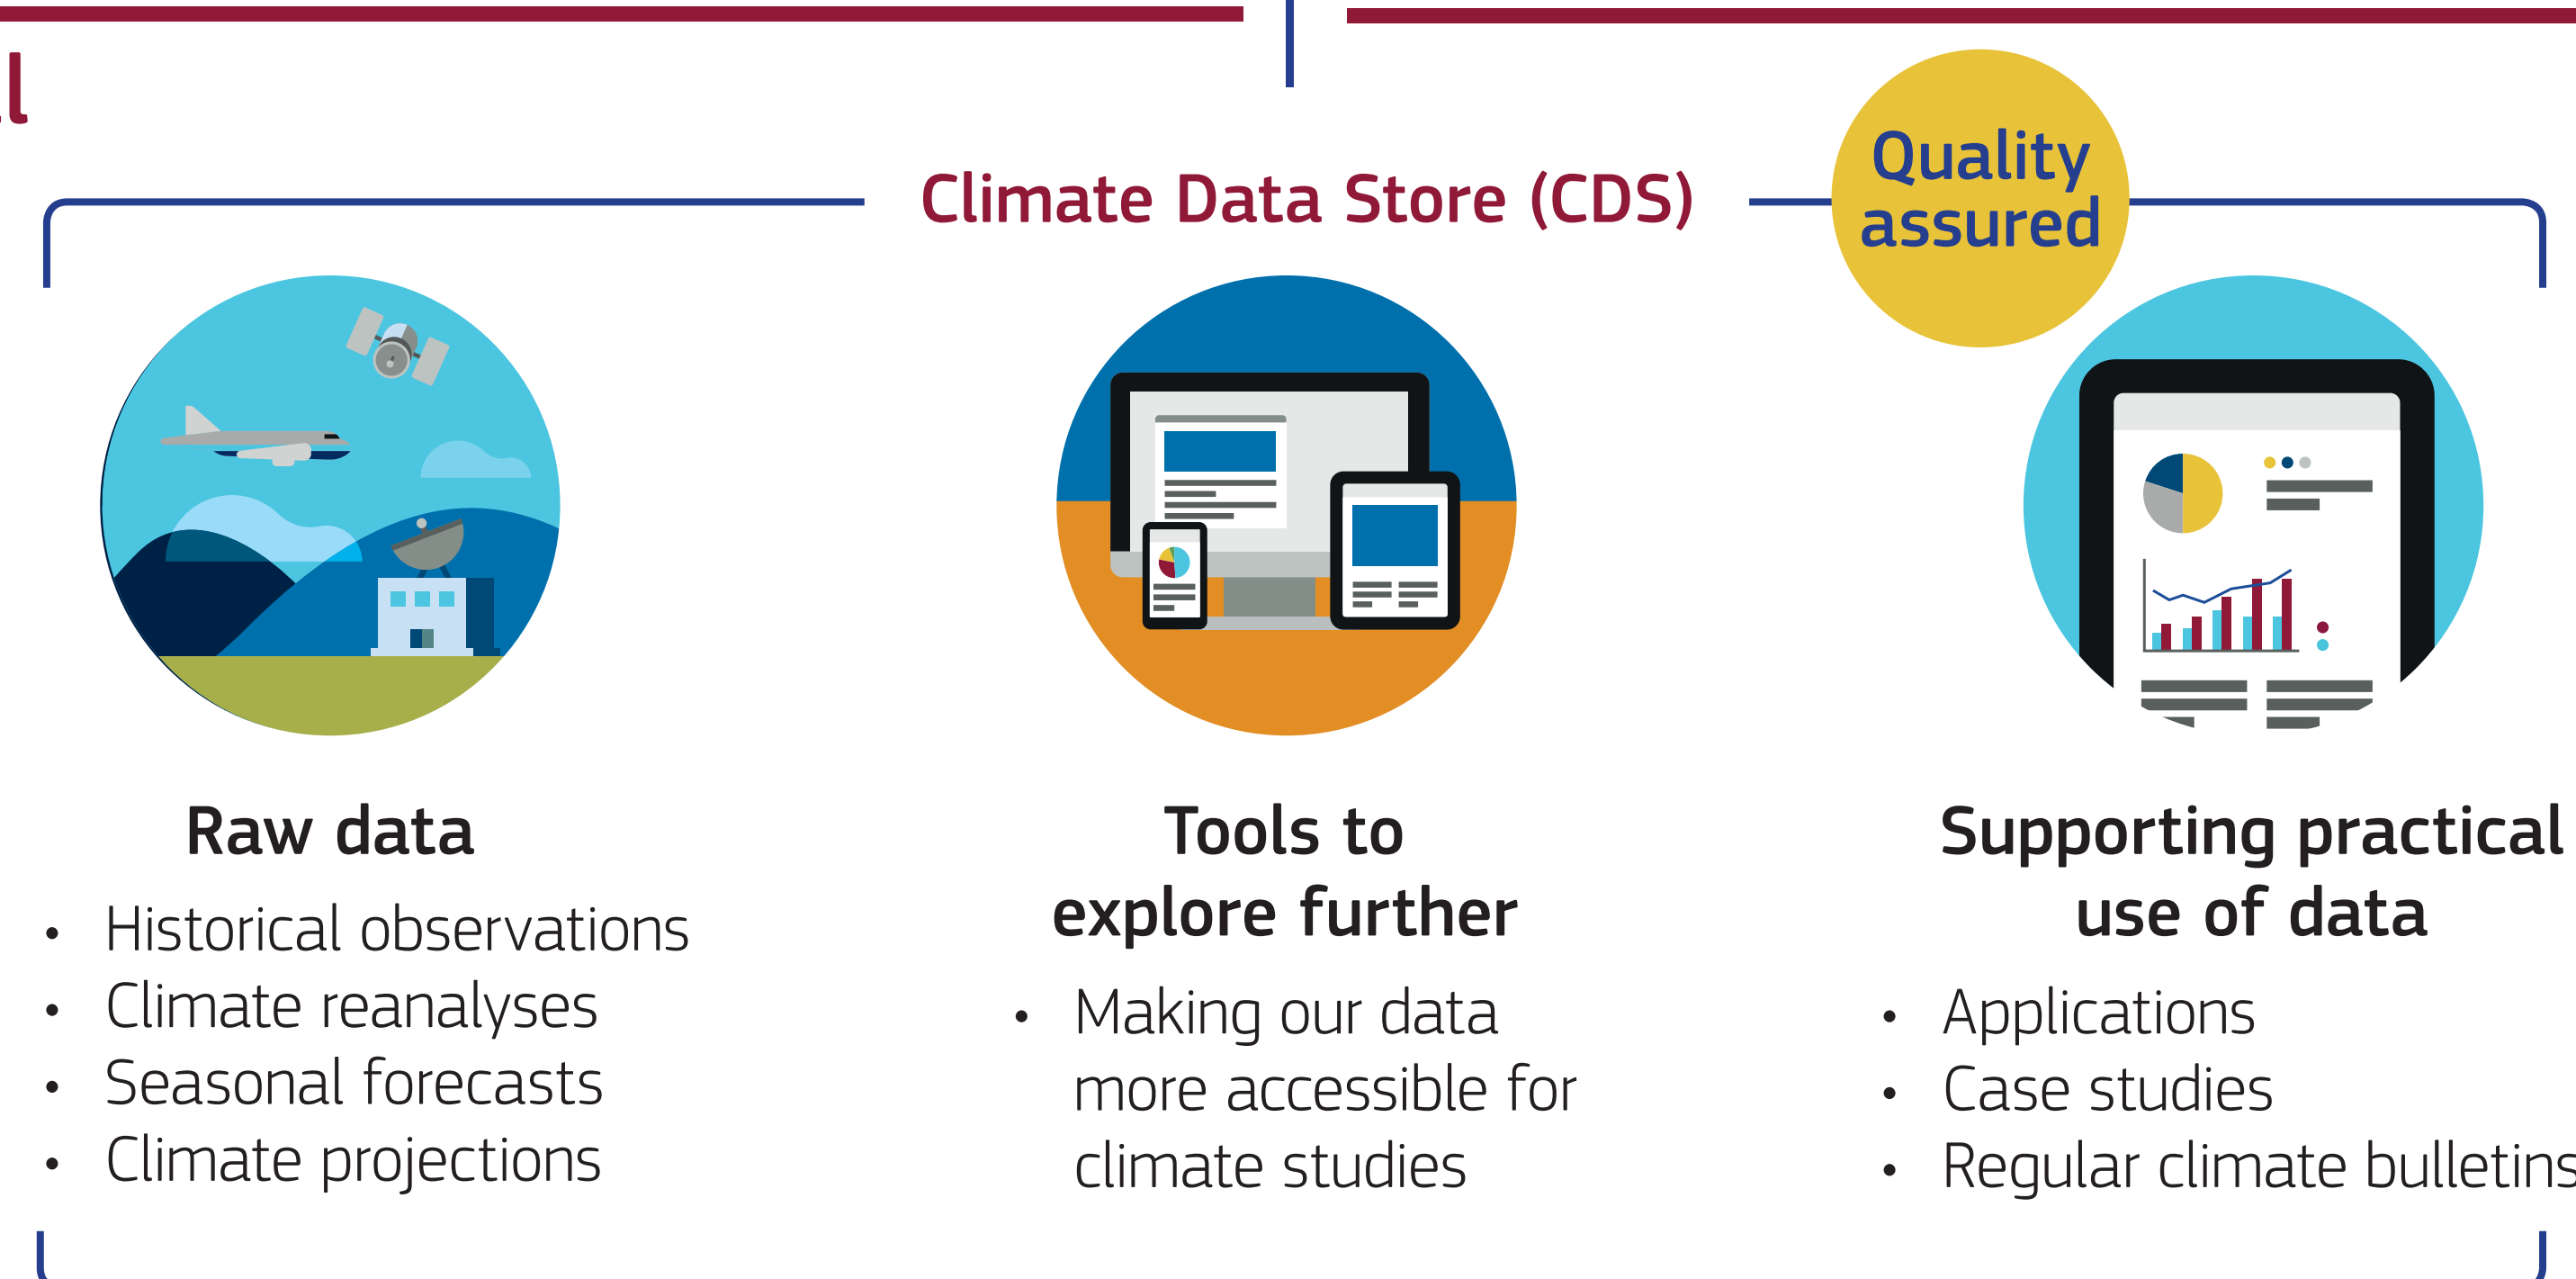 Climate Data Store (CDS)
Quality
assured
Raw data
• Historical observations
• Climate reanalyses
• Seasonal forecasts
• Climate projections
Tools to
explore further
• Making our data
more accessible for
climate studies
Supporting practical
use of data
• Applications
• Case studies
• Regular climate bulletins